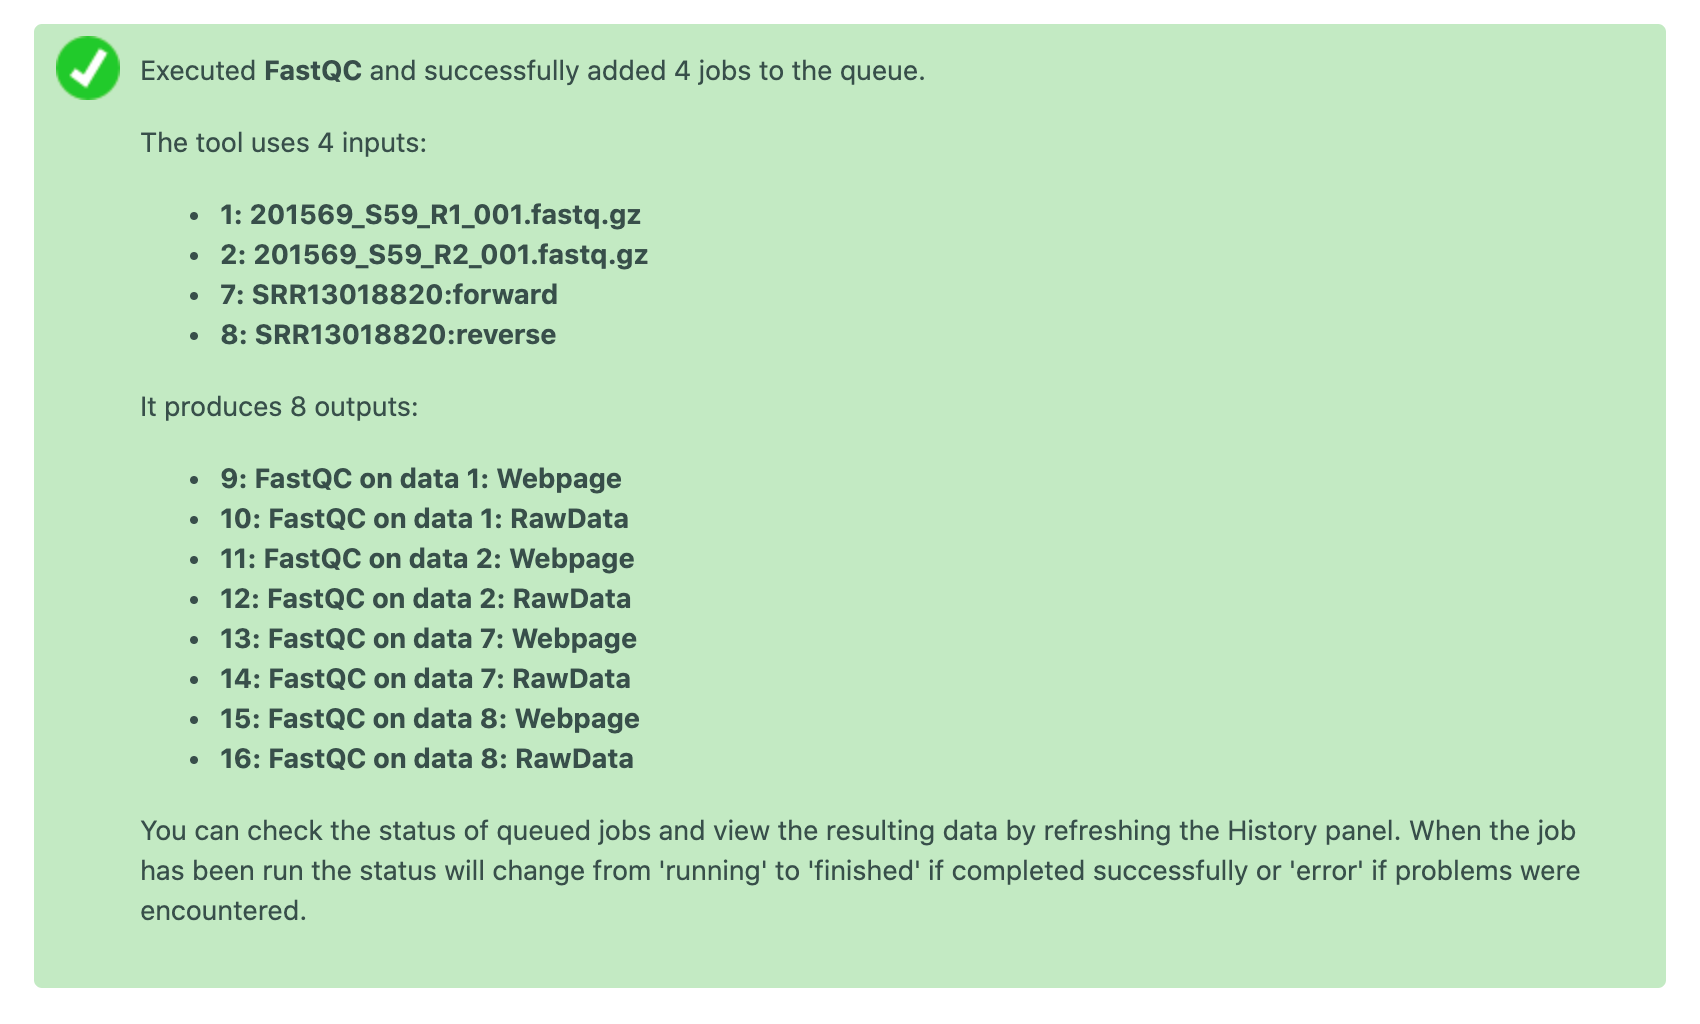 Executed FastQC and successfully added 4 jobs to the queue.
The tool uses 4 inputs:
• 1: 201569_S59_R1_001.fastq.gz
• 2: 201569_S59_R2_001.fastq.gz
• 7: SRR13018820:forward
• 8: SRR13018820:reverse
It produces 8 outputs:
• 9: FastQC on data 1: Webpage
• 10: FastQC on data 1: RawData
• 11: FastQC on data 2: Webpage
• 12: FastQC on data 2: RawData
• 13: FastQC on data 7: Webpage
• 14: FastQC on data 7: RawData
• 15: FastQC on data 8: Webpage
• 16: FastQC on data 8: RawData
You can check the status of queued jobs and view the resulting data by refreshing the History panel. When the job
has been run the status will change from 'running' to 'finished' if completed successfully or 'error' if problems were
encountered.